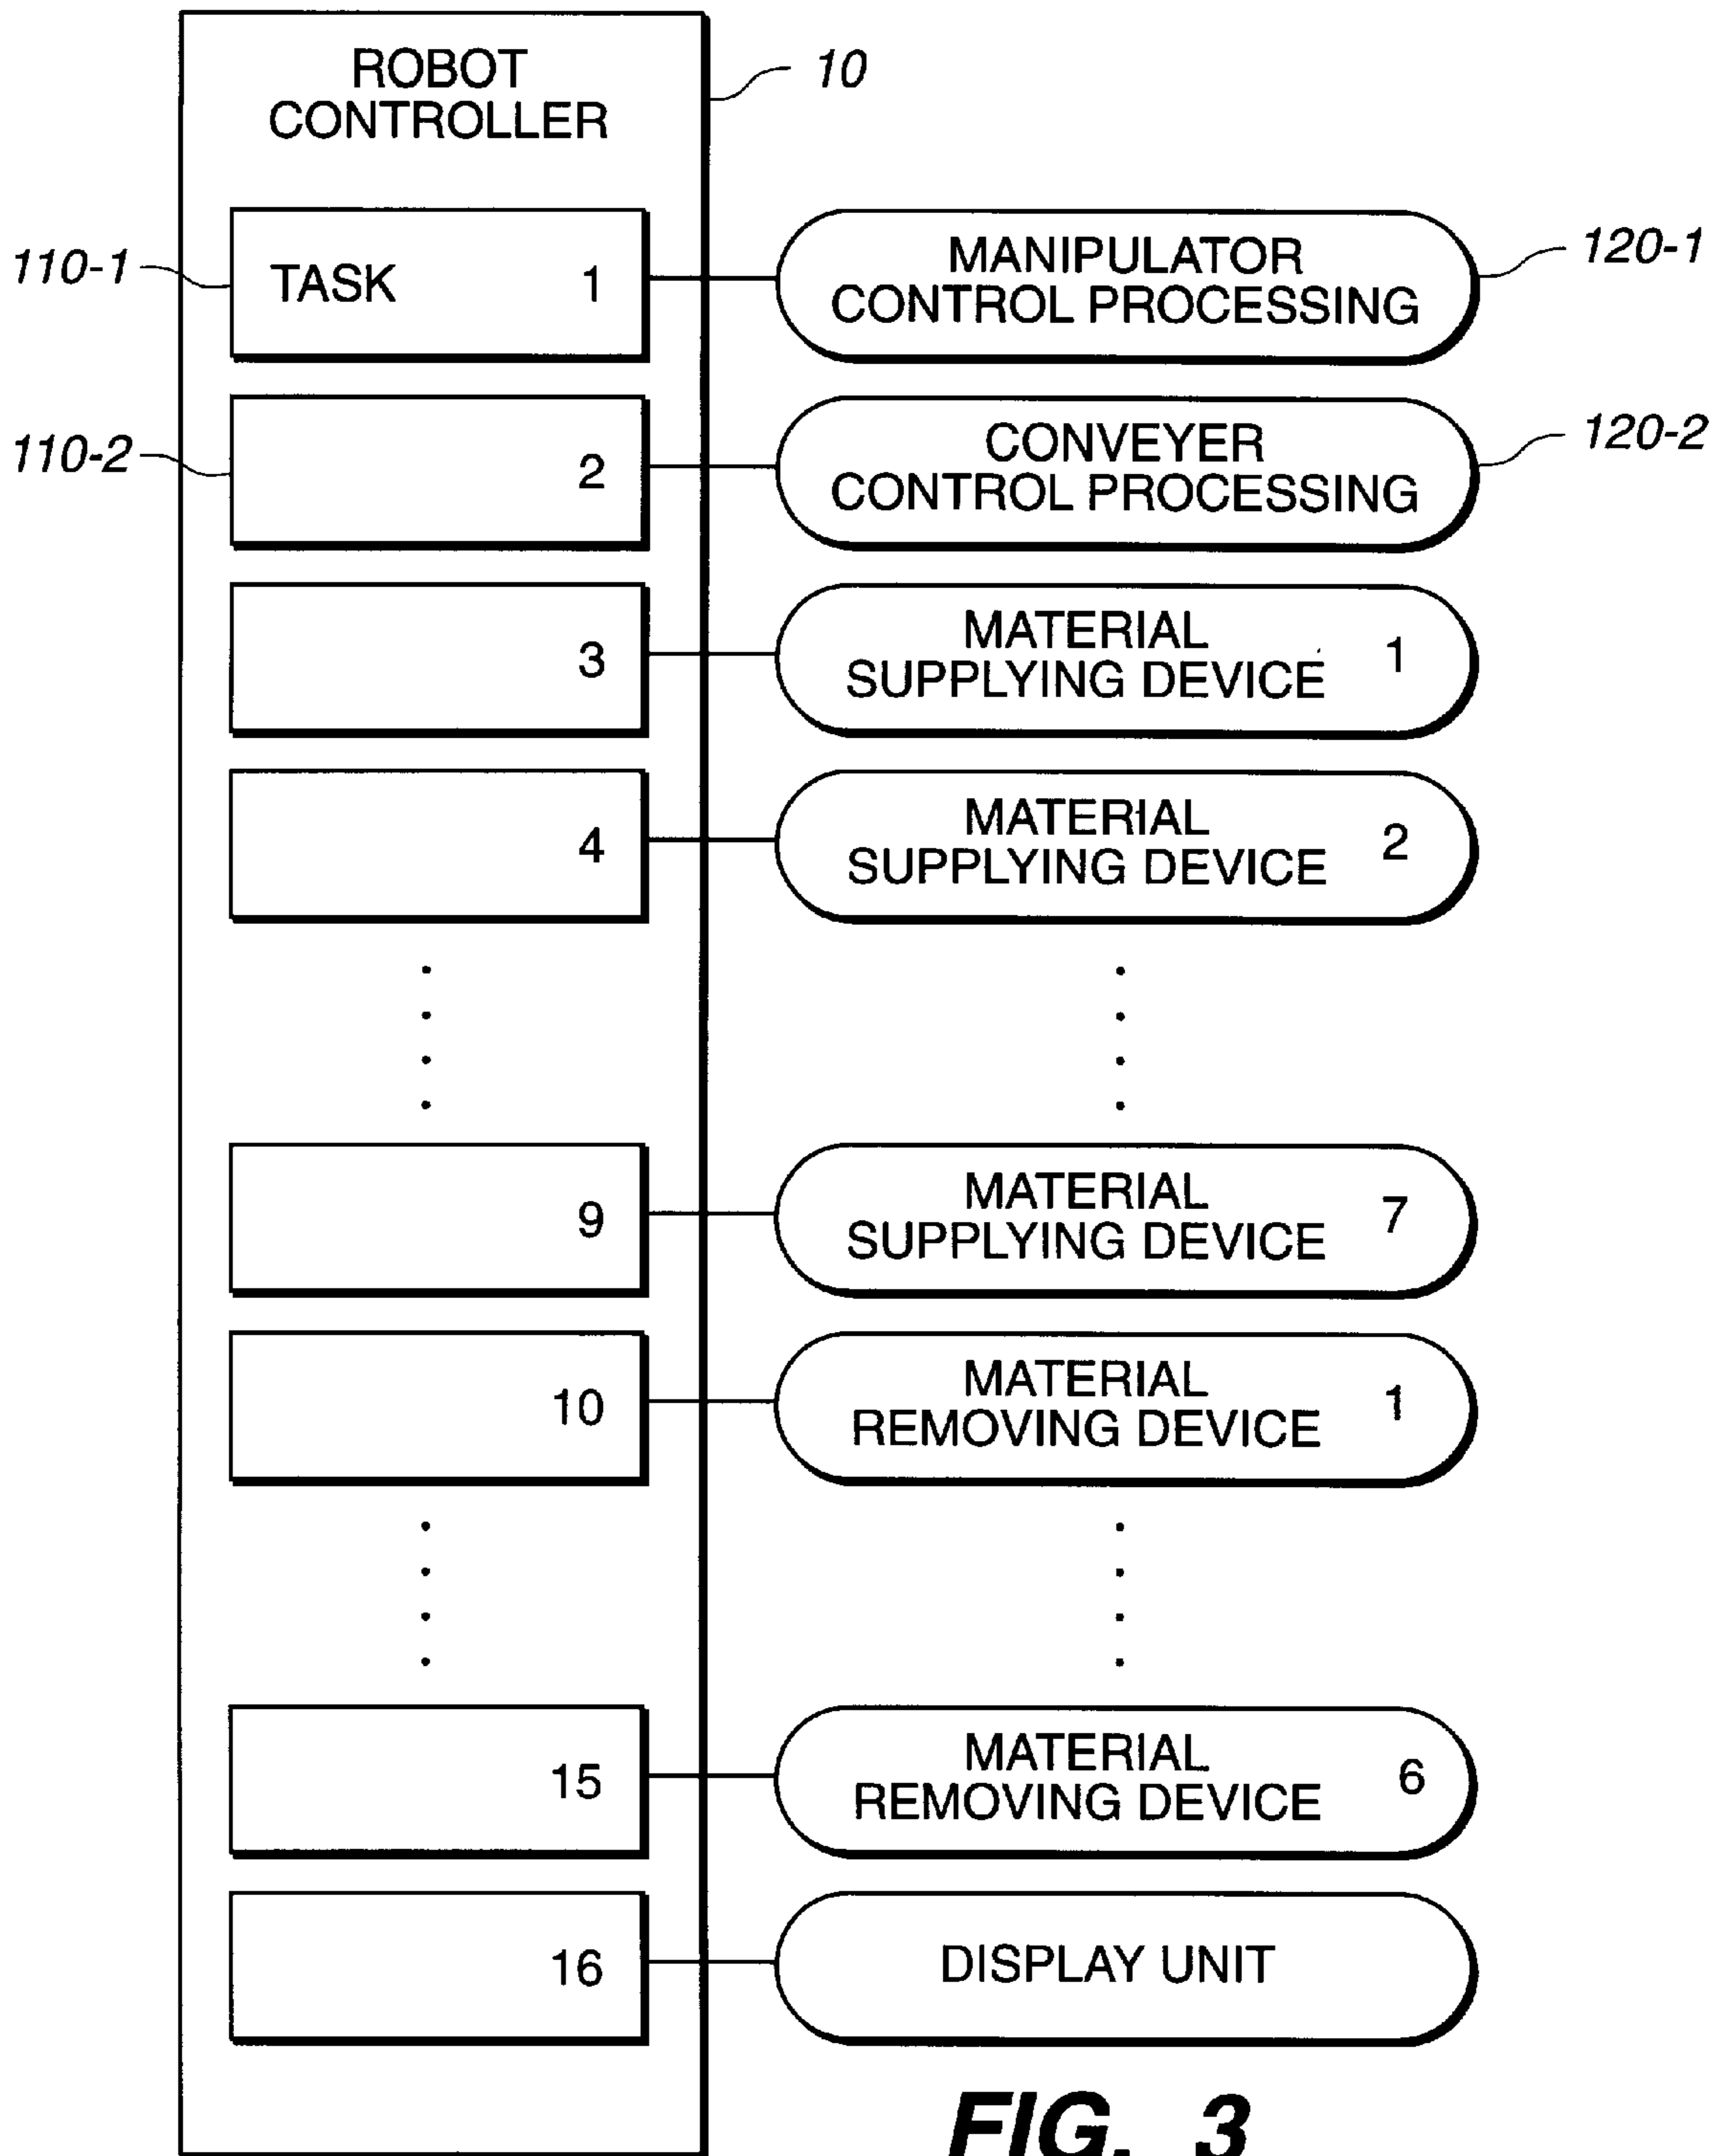 ROBOT
CONTROLLER
10
110-1
TASK 1
MANIPULATOR
CONTROL PROCESSING
120-1
110-2
2
CONVEYER
CONTROL PROCESSING
120-2
3
MATERIAL
SUPPLYING DEVICE 1
4
MATERIAL
SUPPLYING DEVICE 2
9
MATERIAL
SUPPLYING DEVICE 7
10
MATERIAL
REMOVING DEVICE 1
15
MATERIAL
REMOVING DEVICE 6
16
DISPLAY UNIT
FIG. 3